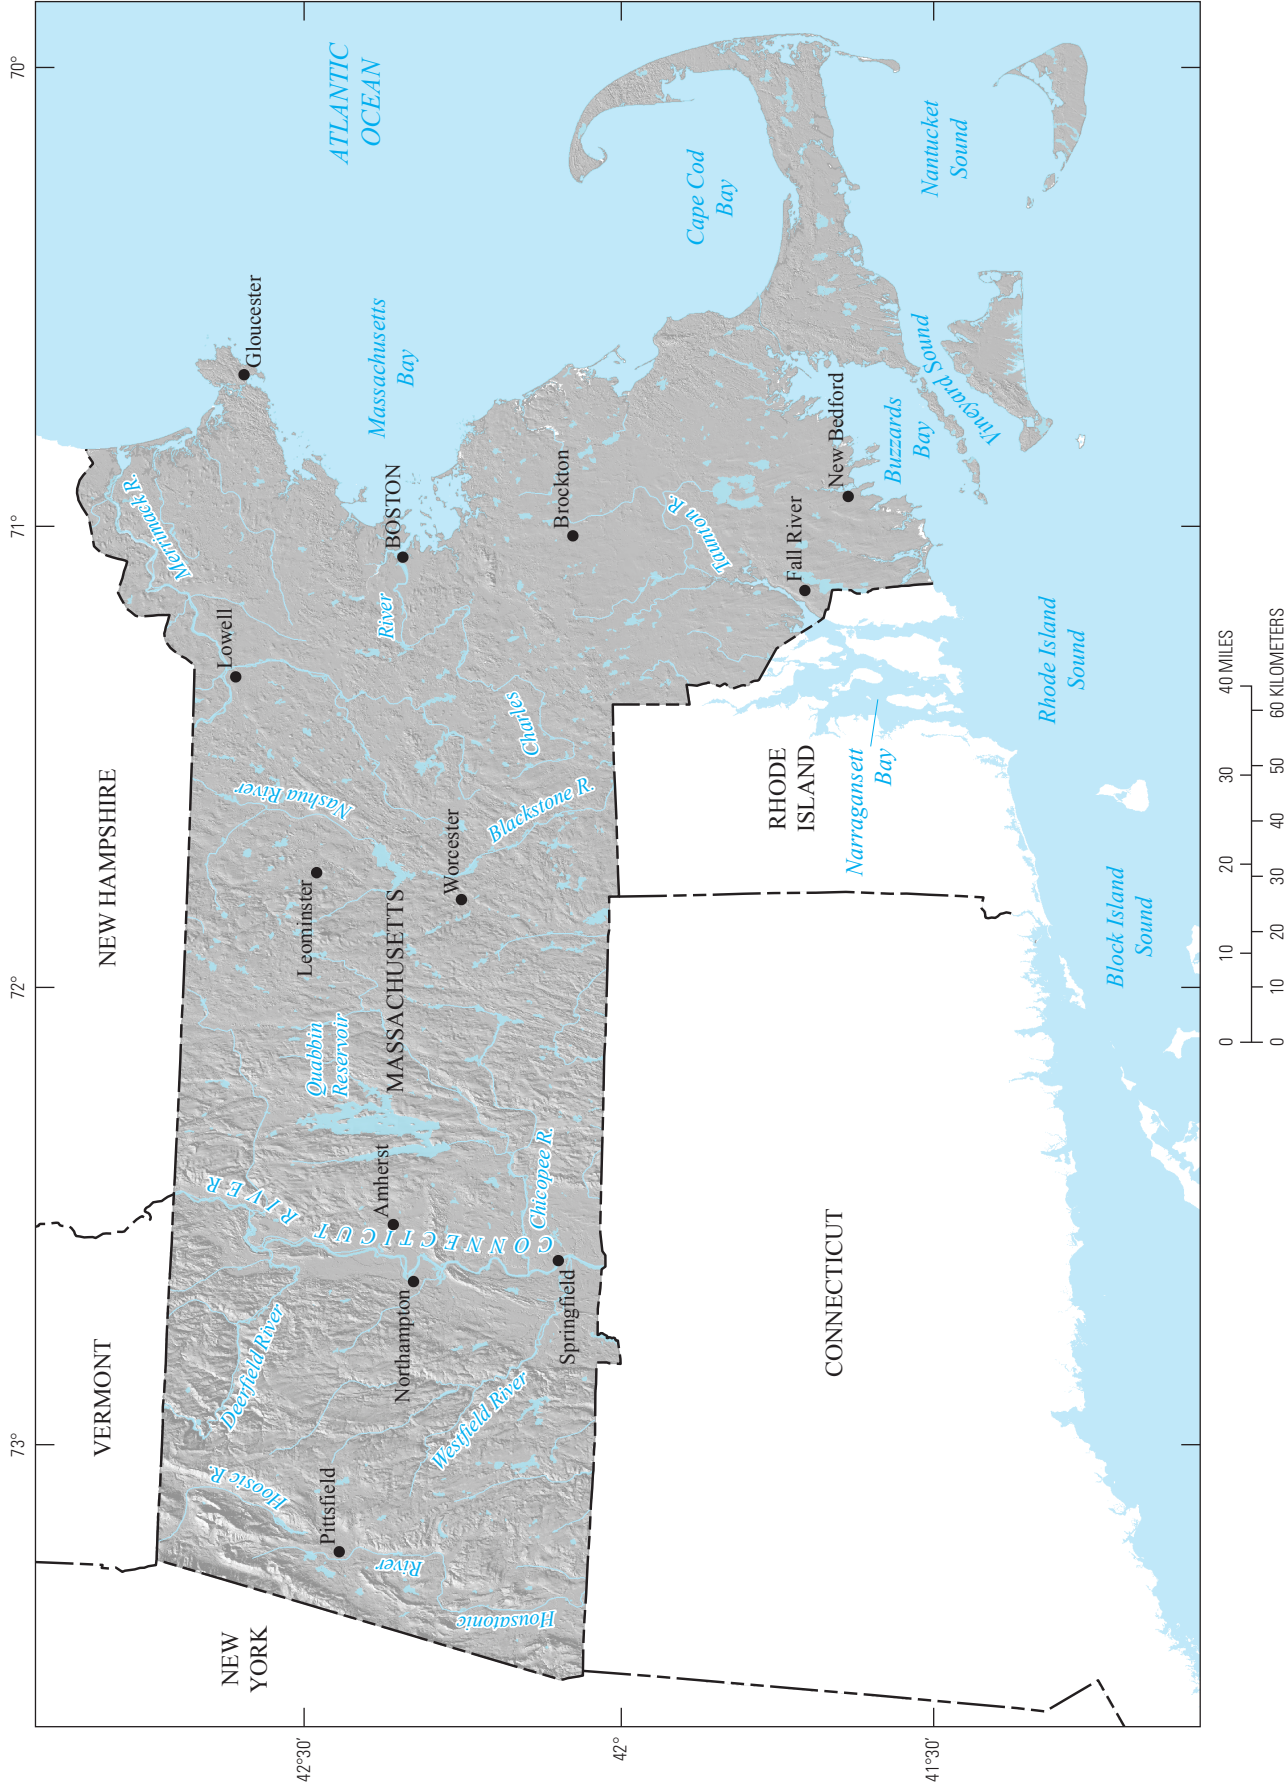 73°
72°
71°
70°
42°30'
42°
41°30'
VERMONT
NEW HAMPSHIRE
NEW
YORK
MASSACHUSETTS
CONNECTICUT
RHODE
ISLAND
ATLANTIC
OCEAN
Massachusetts
Bay
Cape Cod
Bay
Nantucket
Sound
Vineyard Sound
Buzzards
Bay
Rhode Island
Sound
Narragansett
Bay
Block Island
Sound
Hoosic R.
Deerfield River
CONNECTICUT RIVER
Quabbin
Reservoir
Nashua River
Merrimack R.
Housatonic
River
Westfield River
Chicopee R.
Blackstone R.
Charles
River
Taunton R.
Pittsfield
Northampton
Amherst
Springfield
Leominster
Worcester
Lowell
Gloucester
BOSTON
Brockton
Fall River
New Bedford
0 10 20 30 40 MILES
0 10 20 30 40 50 60 KILOMETERS